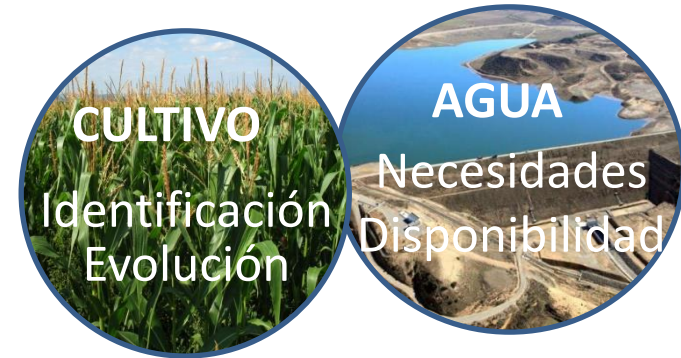 CULTIVO
Identificación
Evolución
AGUA
Necesidades
Disponibilidad